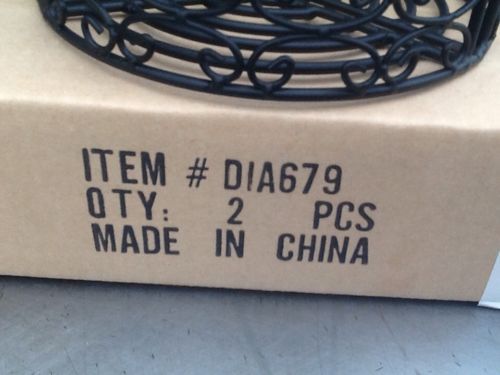 ITEM # DIA679
QTY: 2 PCS
MADE IN CHINA